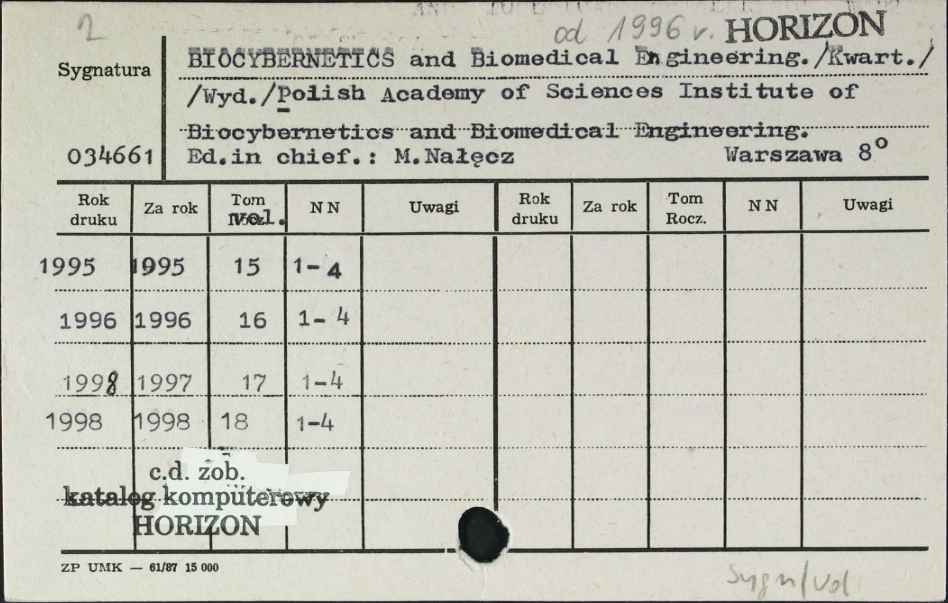 2 od 1996 r. HORIZON
Sygnatura
034661
BIOCYBERNETICS and Biomedical Engineering./Kwart./
/Wyd./Polish Academy of Sciences Institute of
Biocybernetics and Biomedical Engineering.
Ed.in chief.: M.Nałęcz Warszawa 8°
Rok druku Za rok Tom vol. NN Uwagi Rok druku Za rok Tom Rocz. NN Uwagi
1995 1995 15 1-4
1996 1996 16 1-4
1998 1997 17 1-4
1998 1998 18 1-4
c.d. zob.
katalog komputerowy
HORIZON
ZP UMK — 61/87 15 000